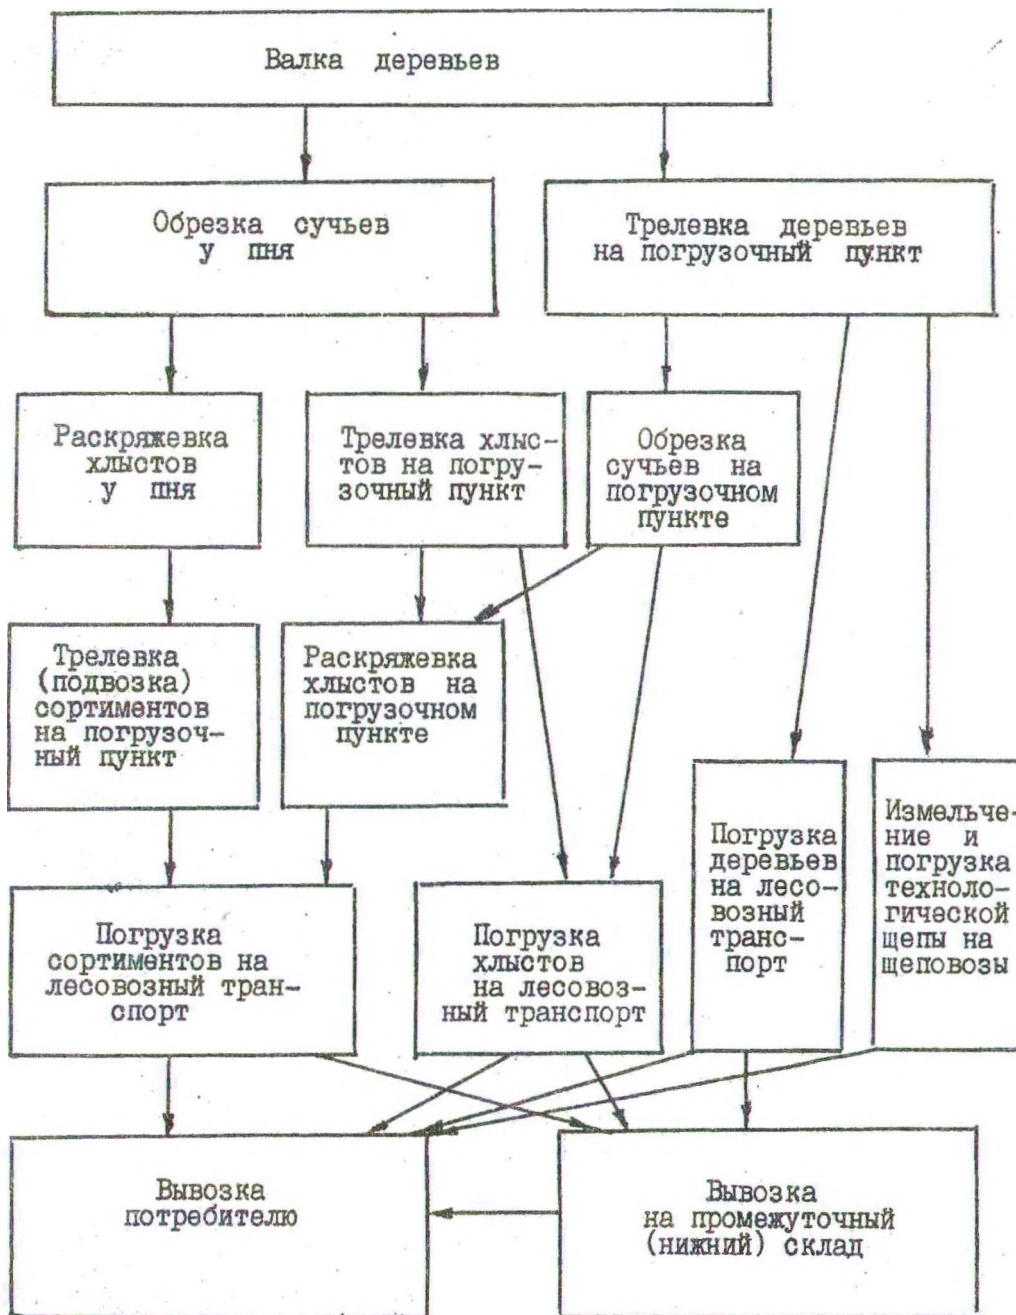 Валка деревьев
Обрезка сучьев
у пня
Трелевка деревьев
на погрузочный пункт
Раскряжевка
хлыстов
у пня
Трелевка хлыс-
тов на погру-
зочный пункт
Обрезка
сучьев на
погрузочном
пункте
Трелевка
(подвозка)
сортиментов
на погрузоч-
ный пункт
Раскряжевка
хлыстов на
погрузочном
пункте
Погрузка
сортиментов на
лесовозный тран-
спорт
Погрузка
хлыстов
на лесовоз-
ный транспорт
Погрузка
деревьев
на лесо-
возный
транс-
порт
Измельче-
ние и
погрузка
техноло-
гической
щепы на
щеповозы
Вывозка
потребителю
Вывозка
на промежуточный
(нижний) склад